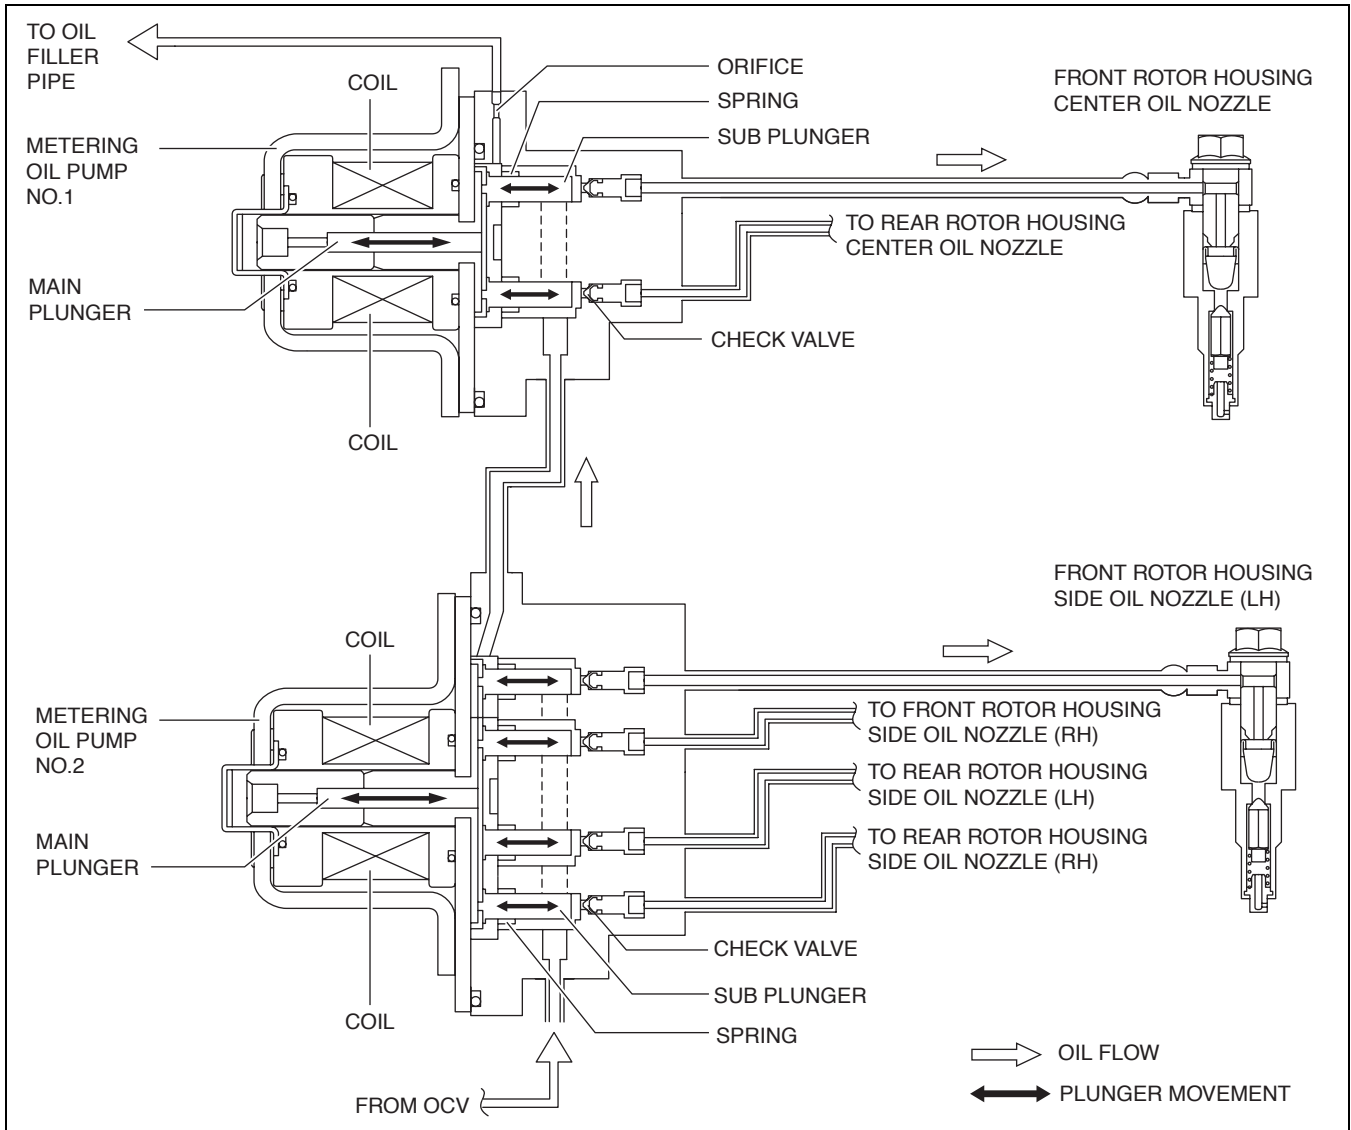 TO OIL
FILLER
PIPE
COIL
ORIFICE
SPRING
SUB PLUNGER
FRONT ROTOR HOUSING
CENTER OIL NOZZLE
METERING
OIL PUMP
NO.1
TO REAR ROTOR HOUSING
CENTER OIL NOZZLE
MAIN
PLUNGER
CHECK VALVE
COIL
FRONT ROTOR HOUSING
SIDE OIL NOZZLE (LH)
COIL
METERING
OIL PUMP
NO.2
TO FRONT ROTOR HOUSING
SIDE OIL NOZZLE (RH)
TO REAR ROTOR HOUSING
SIDE OIL NOZZLE (LH)
MAIN
PLUNGER
TO REAR ROTOR HOUSING
SIDE OIL NOZZLE (RH)
CHECK VALVE
SUB PLUNGER
COIL
SPRING
OIL FLOW
PLUNGER MOVEMENT
FROM OCV